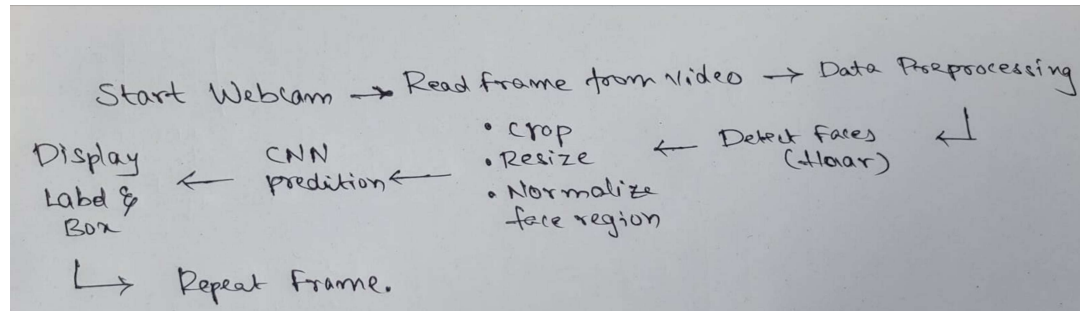 Start Webcam → Read frame from video → Data Preprocessing
Detect Faces
(Haar)
• Crop
• Resize
• Normalize
face region
CNN
predition
Display
Label &
Box
Repeat Frame.